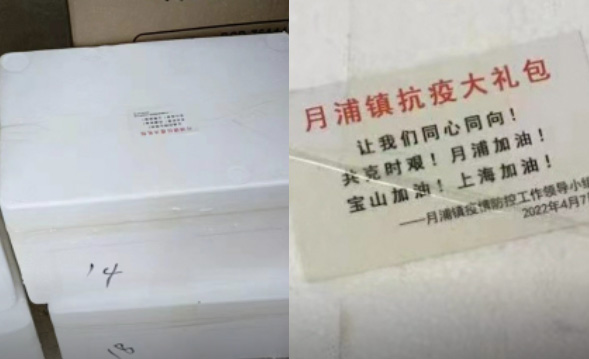 14
18
月浦镇抗疫大礼包
让我们同心同向！
共克时艰！月浦加油！
宝山加油！上海加油！
——月浦镇疫情防控工作领导小组
2022年4月7